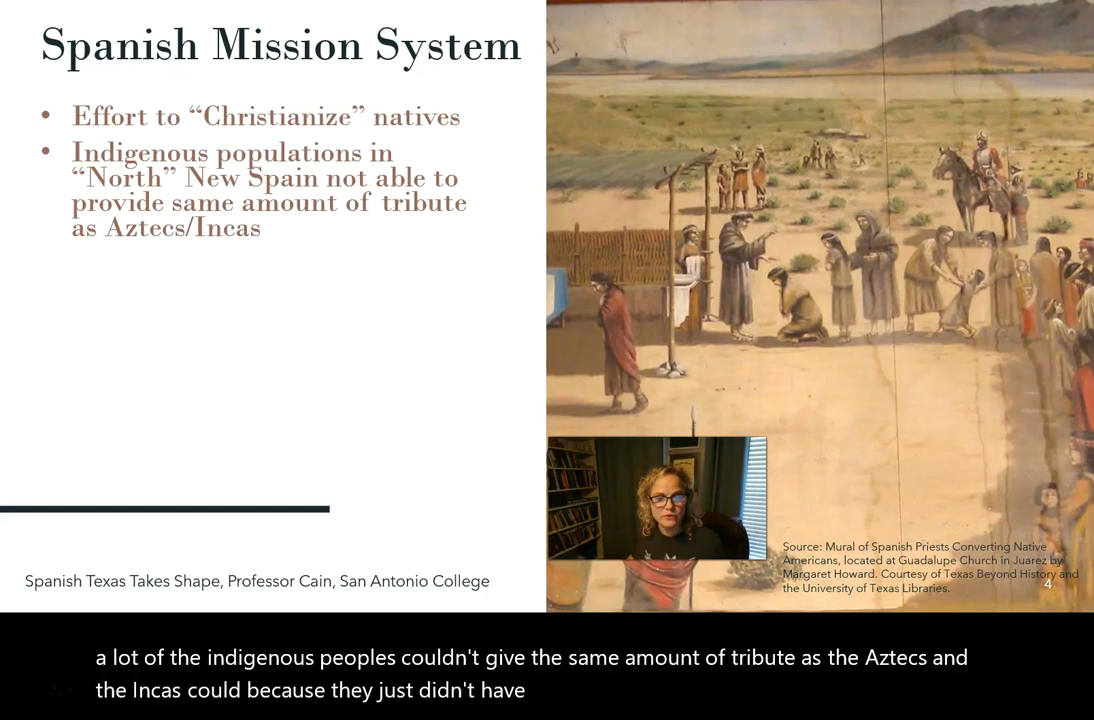 Spanish Mission System
• Effort to “Christianize” natives
• Indigenous populations in
“North” New Spain not able to
provide same amount of tribute
as Aztecs/Incas
Spanish Texas Takes Shape, Professor Cain, San Antonio College
Source: Mural of Spanish Priests Converting Native
Americans, located at Guadalupe Church in Juarez by
Margaret Howard. Courtesy of Texas Beyond History and
the University of Texas Libraries.
4
a lot of the indigenous peoples couldn't give the same amount of tribute as the Aztecs and
the Incas could because they just didn't have